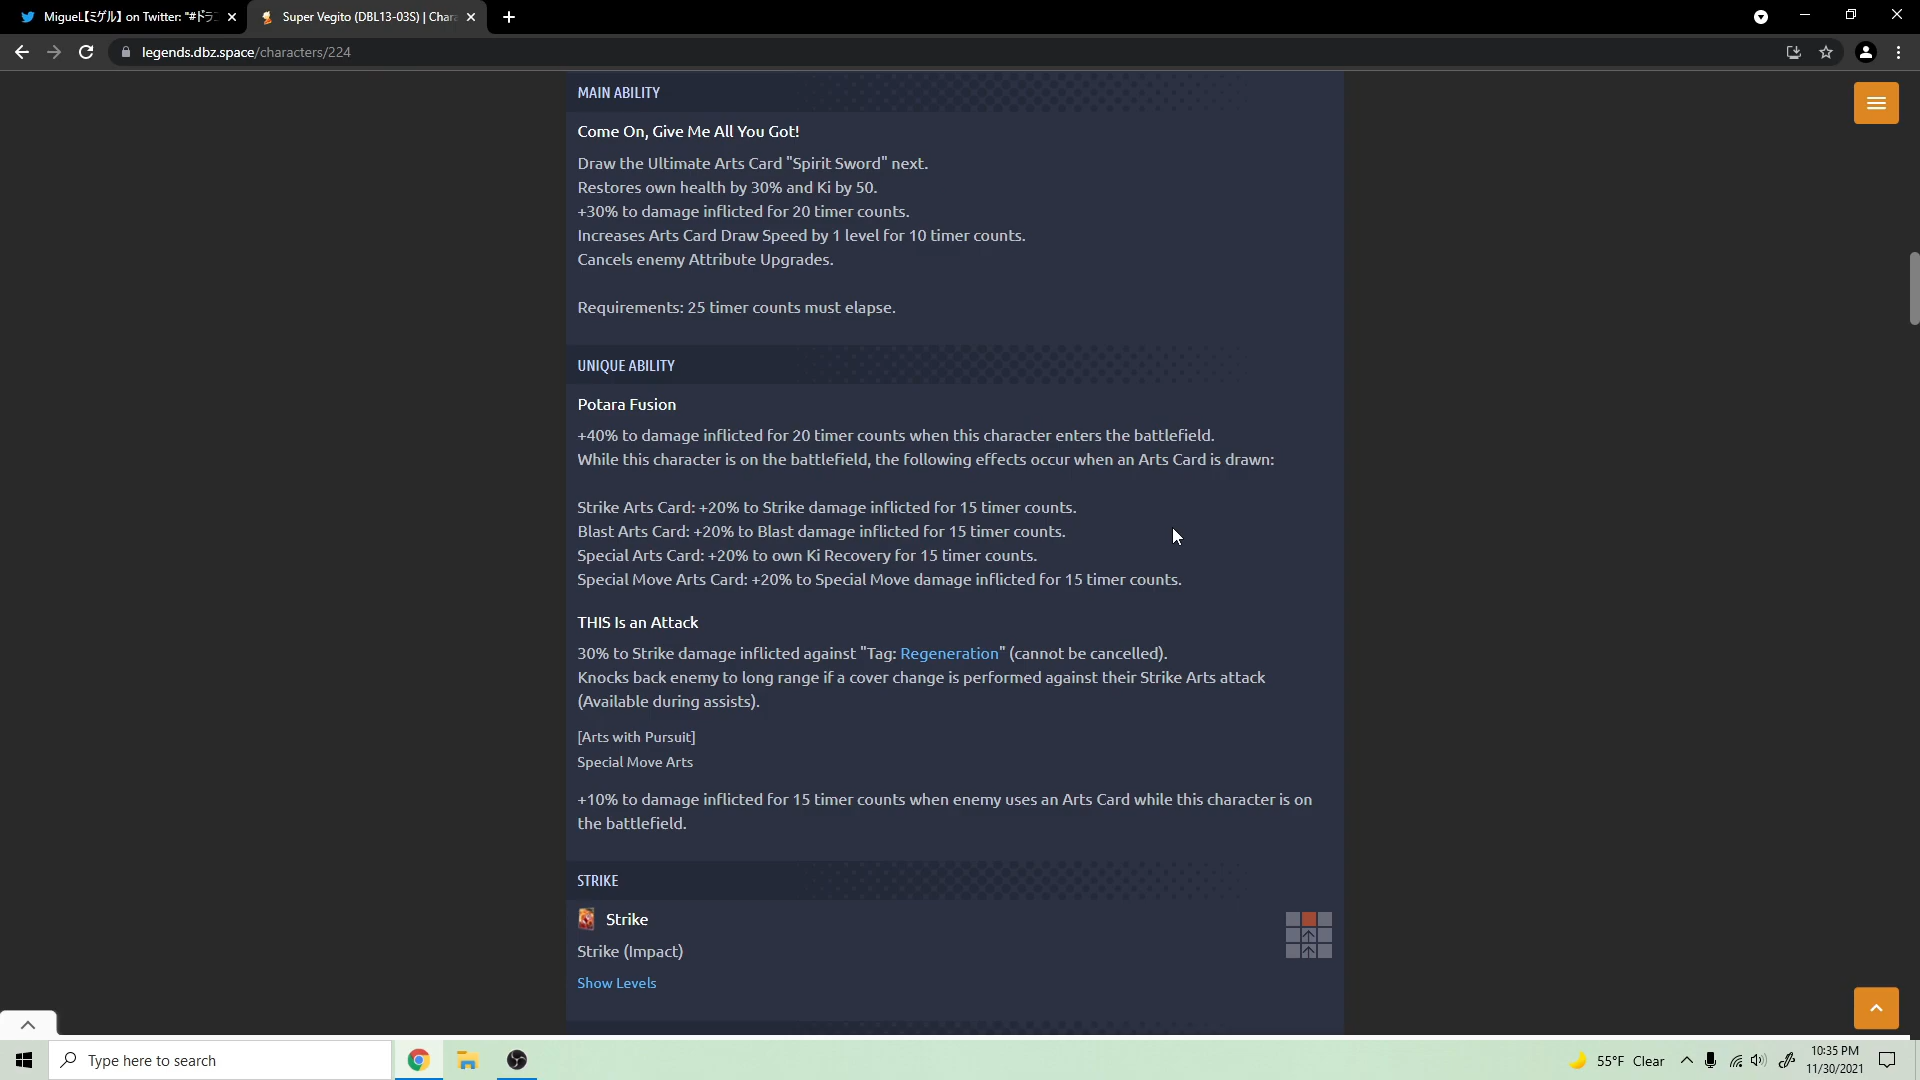 MigueL【ミゲル】 on Twitter: "#ドラ
Super Vegito (DBL13-03S) | Chara
legends.dbz.space/characters/224
MAIN ABILITY
Come On, Give Me All You Got!
Draw the Ultimate Arts Card "Spirit Sword" next.
Restores own health by 30% and Ki by 50.
+30% to damage inflicted for 20 timer counts.
Increases Arts Card Draw Speed by 1 level for 10 timer counts.
Cancels enemy Attribute Upgrades.
Requirements: 25 timer counts must elapse.
UNIQUE ABILITY
Potara Fusion
+40% to damage inflicted for 20 timer counts when this character enters the battlefield.
While this character is on the battlefield, the following effects occur when an Arts Card is drawn:
Strike Arts Card: +20% to Strike damage inflicted for 15 timer counts.
Blast Arts Card: +20% to Blast damage inflicted for 15 timer counts.
Special Arts Card: +20% to own Ki Recovery for 15 timer counts.
Special Move Arts Card: +20% to Special Move damage inflicted for 15 timer counts.
THIS Is an Attack
30% to Strike damage inflicted against "Tag: Regeneration" (cannot be cancelled).
Knocks back enemy to long range if a cover change is performed against their Strike Arts attack
(Available during assists).
[Arts with Pursuit]
Special Move Arts
+10% to damage inflicted for 15 timer counts when enemy uses an Arts Card while this character is on
the battlefield.
STRIKE
Strike
Strike (Impact)
Show Levels
Type here to search
55°F Clear
10:35 PM
11/30/2021